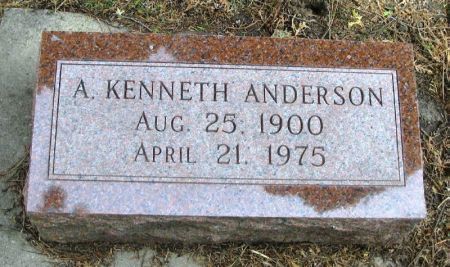 A. KENNETH ANDERSON
AUG. 25, 1900
APRIL 21, 1975